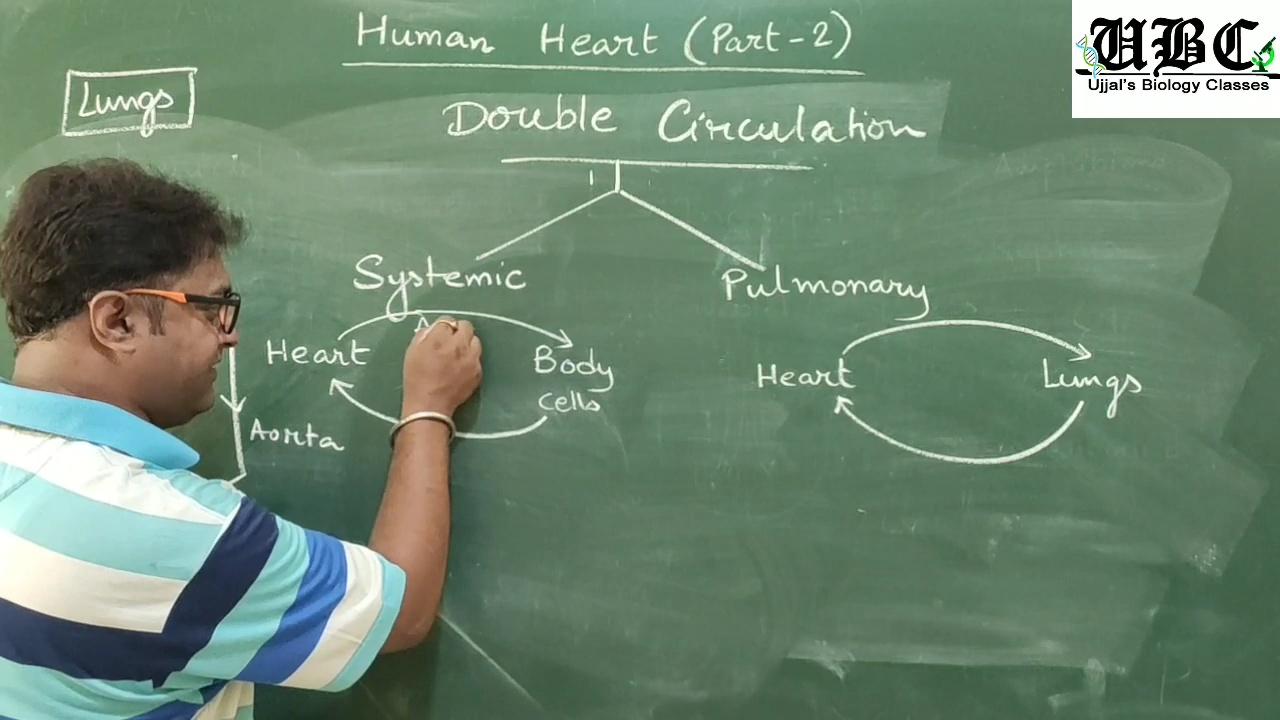 Human Heart (Part-2)
UBC
Ujjal's Biology Classes
Lungs
Double Circulation
Systemic
Pulmonary
Heart
Body
cells
Heart
Lungs
Aorta